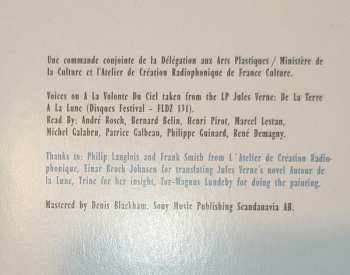 Une commande conjointe de la Délégation aux Arts Plastiques / Ministère de
la Culture et l'Atelier de Création Radiophonique de France Culture.
Voices on A La Volonte Du Ciel taken from the LP Jules Verne: De La Terre
A La Lune (Disques Festival - FLDZ 131).
Read By: André Rosch, Bernard Belin, Henri Pirot, Marcel Lestan,
Michel Galabru, Patrice Galbeau, Philippe Guinard, René Demagny.
Thanks to: Philip Langlois and Frank Smith from L´Atelier de Création Radio-
phonique, Einar Broch Johnsen for translating Jules Verne's novel Autour de
la Lune, Trine for her insight, Tor-Magnus Lundeby for doing the painting.
Mastered by Denis Blackham. Sony Music Publishing Scandanavia AB.